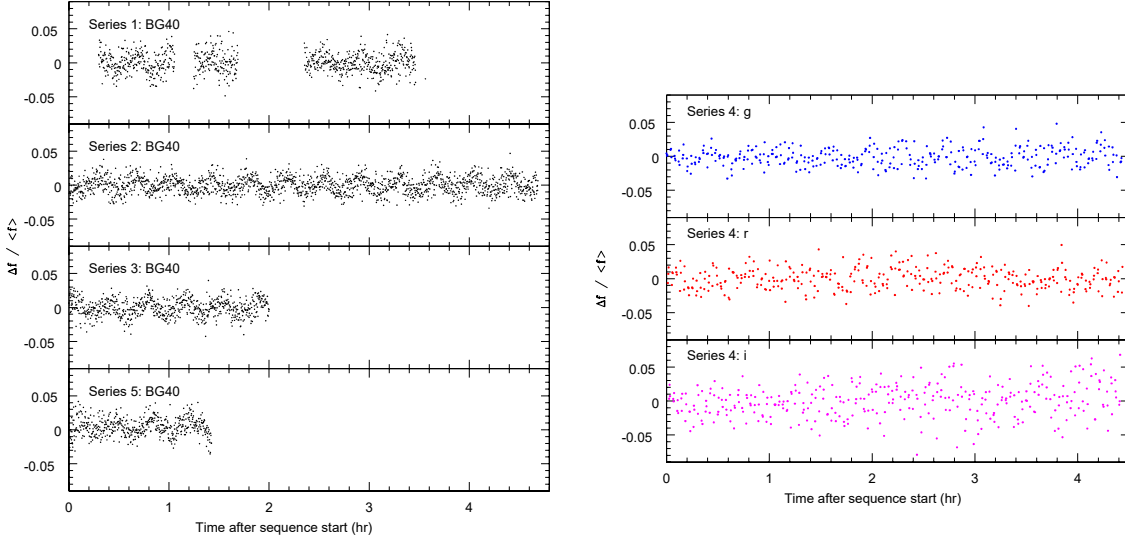 Series 1: BG40
0.05
0
-0.05
Series 2: BG40
0.05
0
-0.05
Series 3: BG40
0.05
0
-0.05
Series 5: BG40
0.05
0
-0.05
Δf / <f>
0 1 2 3 4
Time after sequence start (hr)
Series 4: g
0.05
0
-0.05
Series 4: r
0.05
0
-0.05
Series 4: i
0.05
0
-0.05
Δf / <f>
0 1 2 3 4
Time after sequence start (hr)